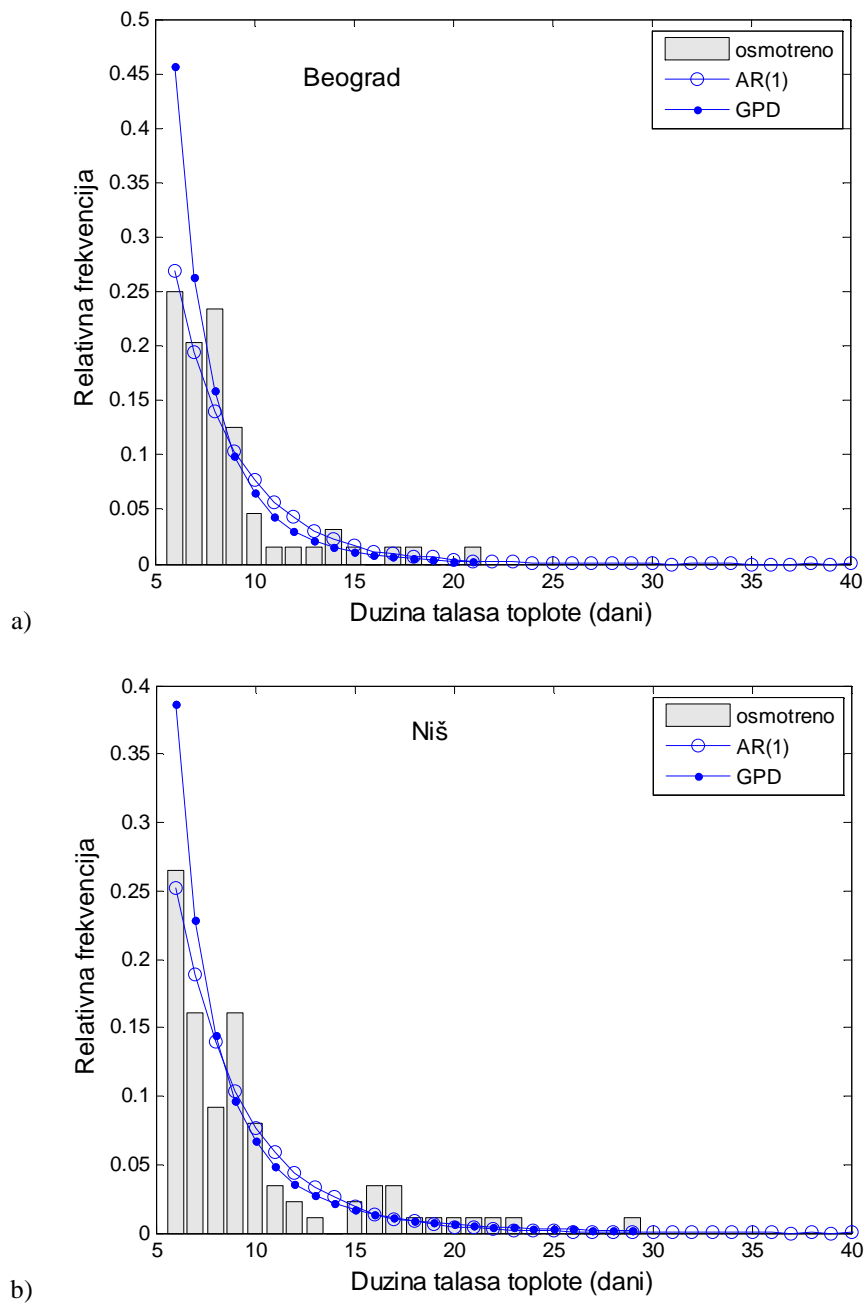 0.5
0.45
0.4
0.35
0.3
0.25
0.2
0.15
0.1
0.05
0
Relativna frekvencija
Beograd
osmotreno
AR(1)
GPD
5 10 15 20 25 30 35 40
Duzina talasa toplote (dani)
a)
0.4
0.35
0.3
0.25
0.2
0.15
0.1
0.05
0
Relativna frekvencija
Niš
osmotreno
AR(1)
GPD
5 10 15 20 25 30 35 40
Duzina talasa toplote (dani)
b)